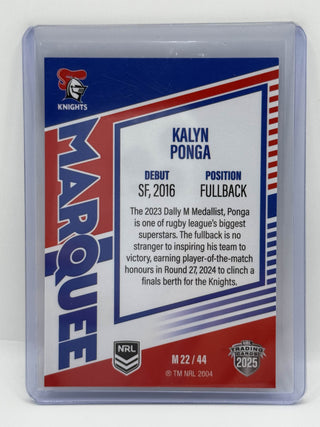 KNIGHTS
MARQUEE
KALYN
PONGA
DEBUT POSITION
SF, 2016 FULLBACK
The 2023 Dally M Medallist, Ponga
is one of rugby league's biggest
superstars. The fullback is no
stranger to inspiring his team to
victory, earning player-of-the-match
honours in Round 27, 2024 to clinch a
finals berth for the Knights.
NRL
M 22 / 44
® TM NRL 2004
NRL
TRADING
CARDS
2025